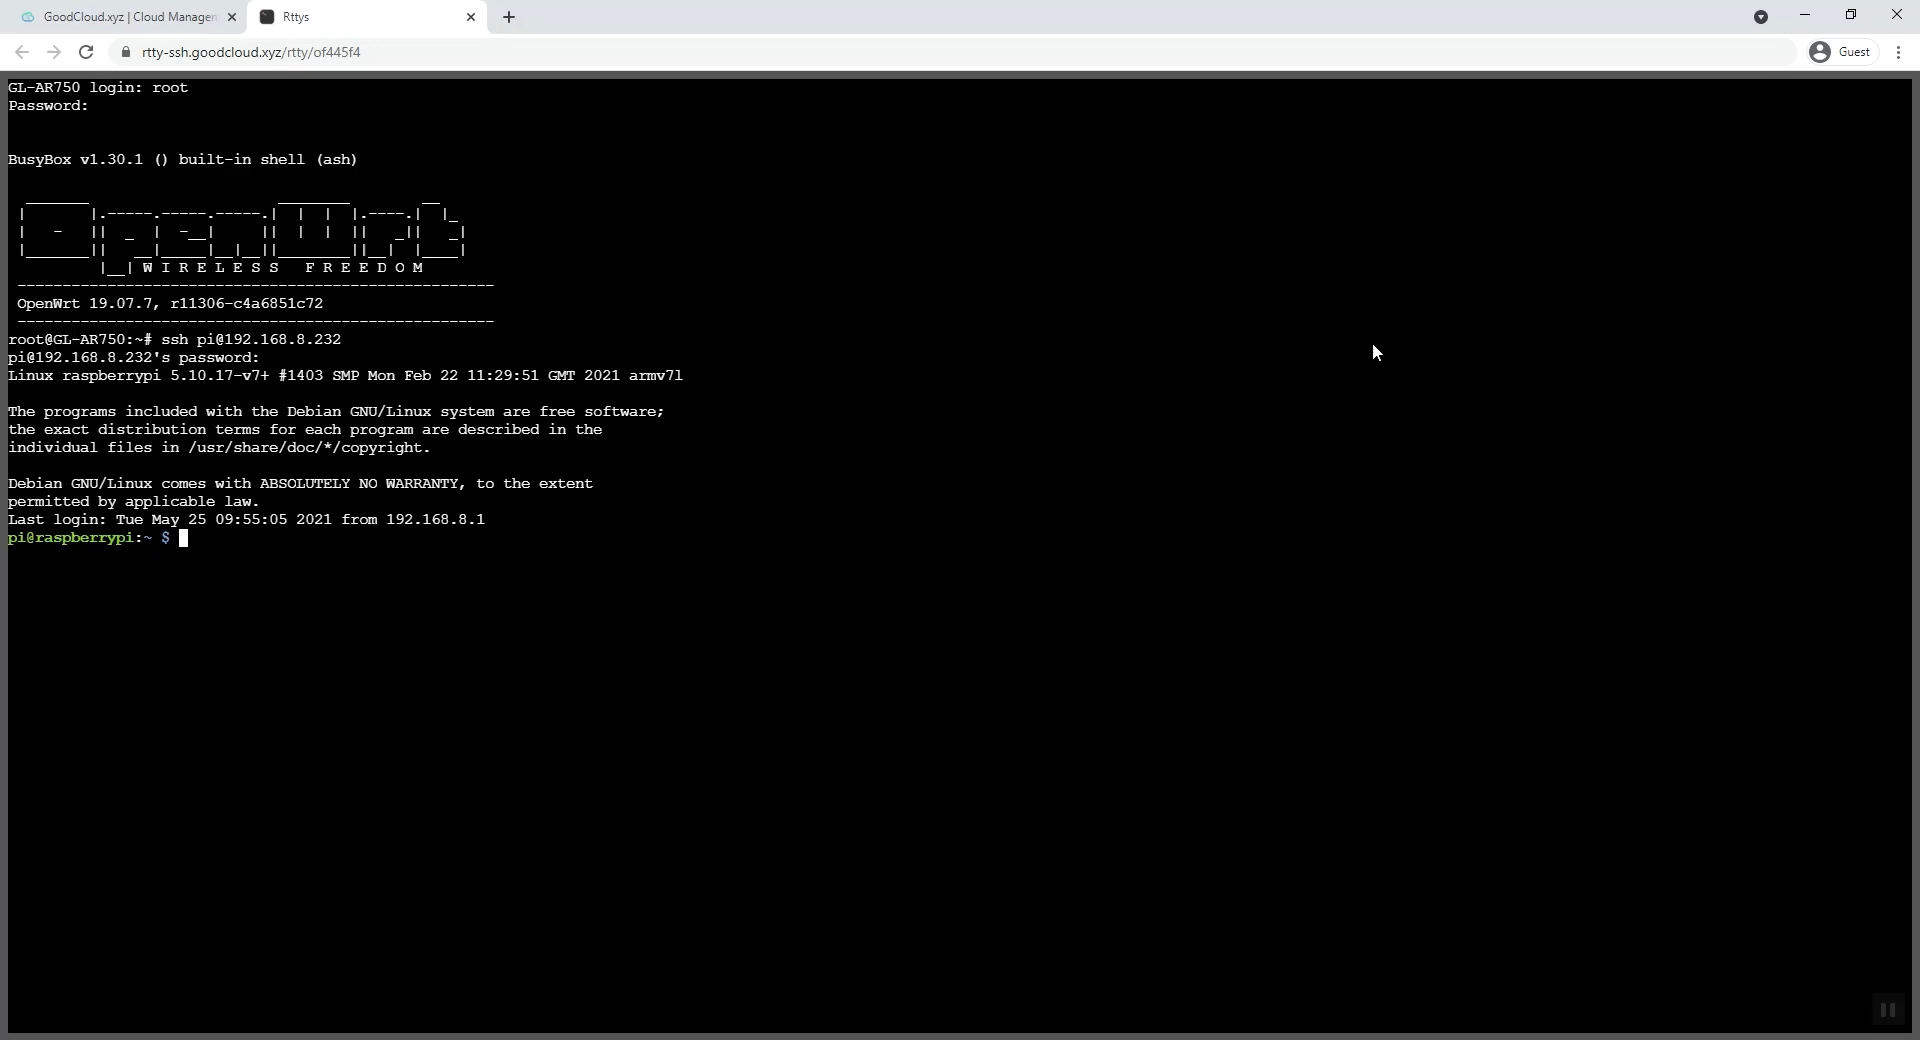 GoodCloud.xyz | Cloud Managem
Rttys
rtty-ssh.goodcloud.xyz/rtty/of445f4
Guest
GL-AR750 login: root
Password:
BusyBox v1.30.1 () built-in shell (ash)
OpenWrt
W I R E L E S S   F R E E D O M
-----------------------------------------------------
OpenWrt 19.07.7, r11306-c4a6851c72
-----------------------------------------------------
root@GL-AR750:~# ssh pi@192.168.8.232
pi@192.168.8.232's password:
Linux raspberrypi 5.10.17-v7+ #1403 SMP Mon Feb 22 11:29:51 GMT 2021 armv7l
The programs included with the Debian GNU/Linux system are free software;
the exact distribution terms for each program are described in the
individual files in /usr/share/doc/*/copyright.
Debian GNU/Linux comes with ABSOLUTELY NO WARRANTY, to the extent
permitted by applicable law.
Last login: Tue May 25 09:55:05 2021 from 192.168.8.1
pi@raspberrypi:~ $